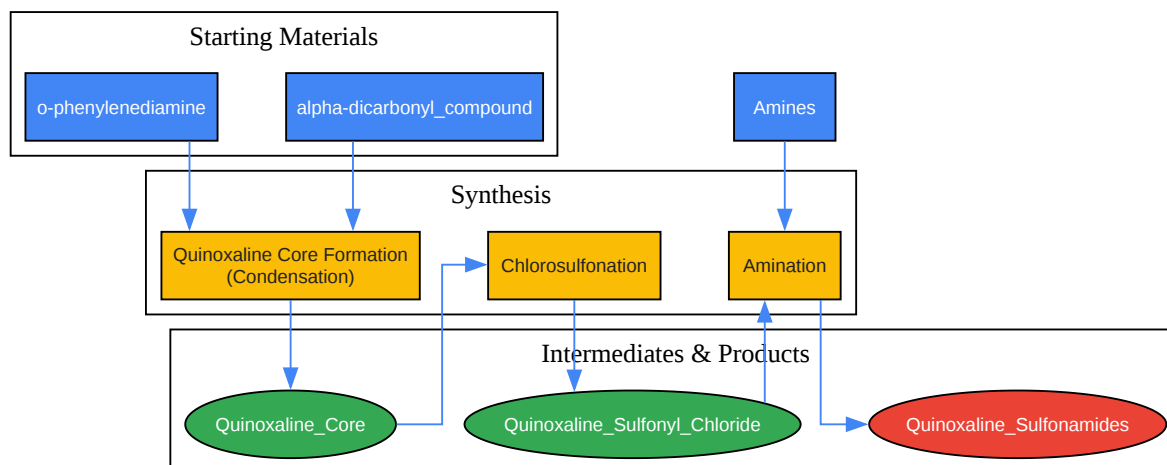 Starting Materials
o-phenylenediamine
alpha-dicarbonyl_compound
Amines
Synthesis
Quinoxaline Core Formation
(Condensation)
Chlorosulfonation
Amination
Intermediates & Products
Quinoxaline_Core
Quinoxaline_Sulfonyl_Chloride
Quinoxaline_Sulfonamides